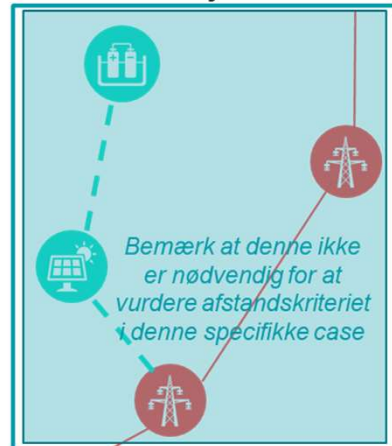 Bemærk at denne ikke
er nødvendig for at
vurdere afstandskriteriet
i denne specifikke case